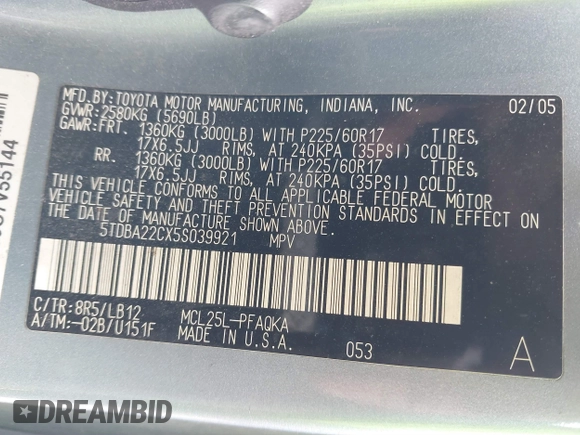 MFD. BY: TOYOTA MOTOR MANUFACTURING, INDIANA, INC. 02/05
GVWR: 2580KG (5690LB)
GAWR: FRT. 1360KG (3000LB) WITH P225/60R17 TIRES,
17X6.5JJ RIMS, AT 240KPA (35PSI) COLD.
RR. 1360KG (3000LB) WITH P225/60R17 TIRES,
17X6.5JJ RIMS, AT 240KPA (35PSI) COLD.
THIS VEHICLE CONFORMS TO ALL APPLICABLE FEDERAL MOTOR
VEHICLE SAFETY AND THEFT PREVENTION STANDARDS IN EFFECT ON
THE DATE OF MANUFACTURE SHOWN ABOVE.
5TDBA22CX5S039921 MPV
C/TR: 8R5/LB12 MCL25L-PFAQKA
A/TM: -02B/U151F MADE IN U.S.A. 053 A
DREAMBID